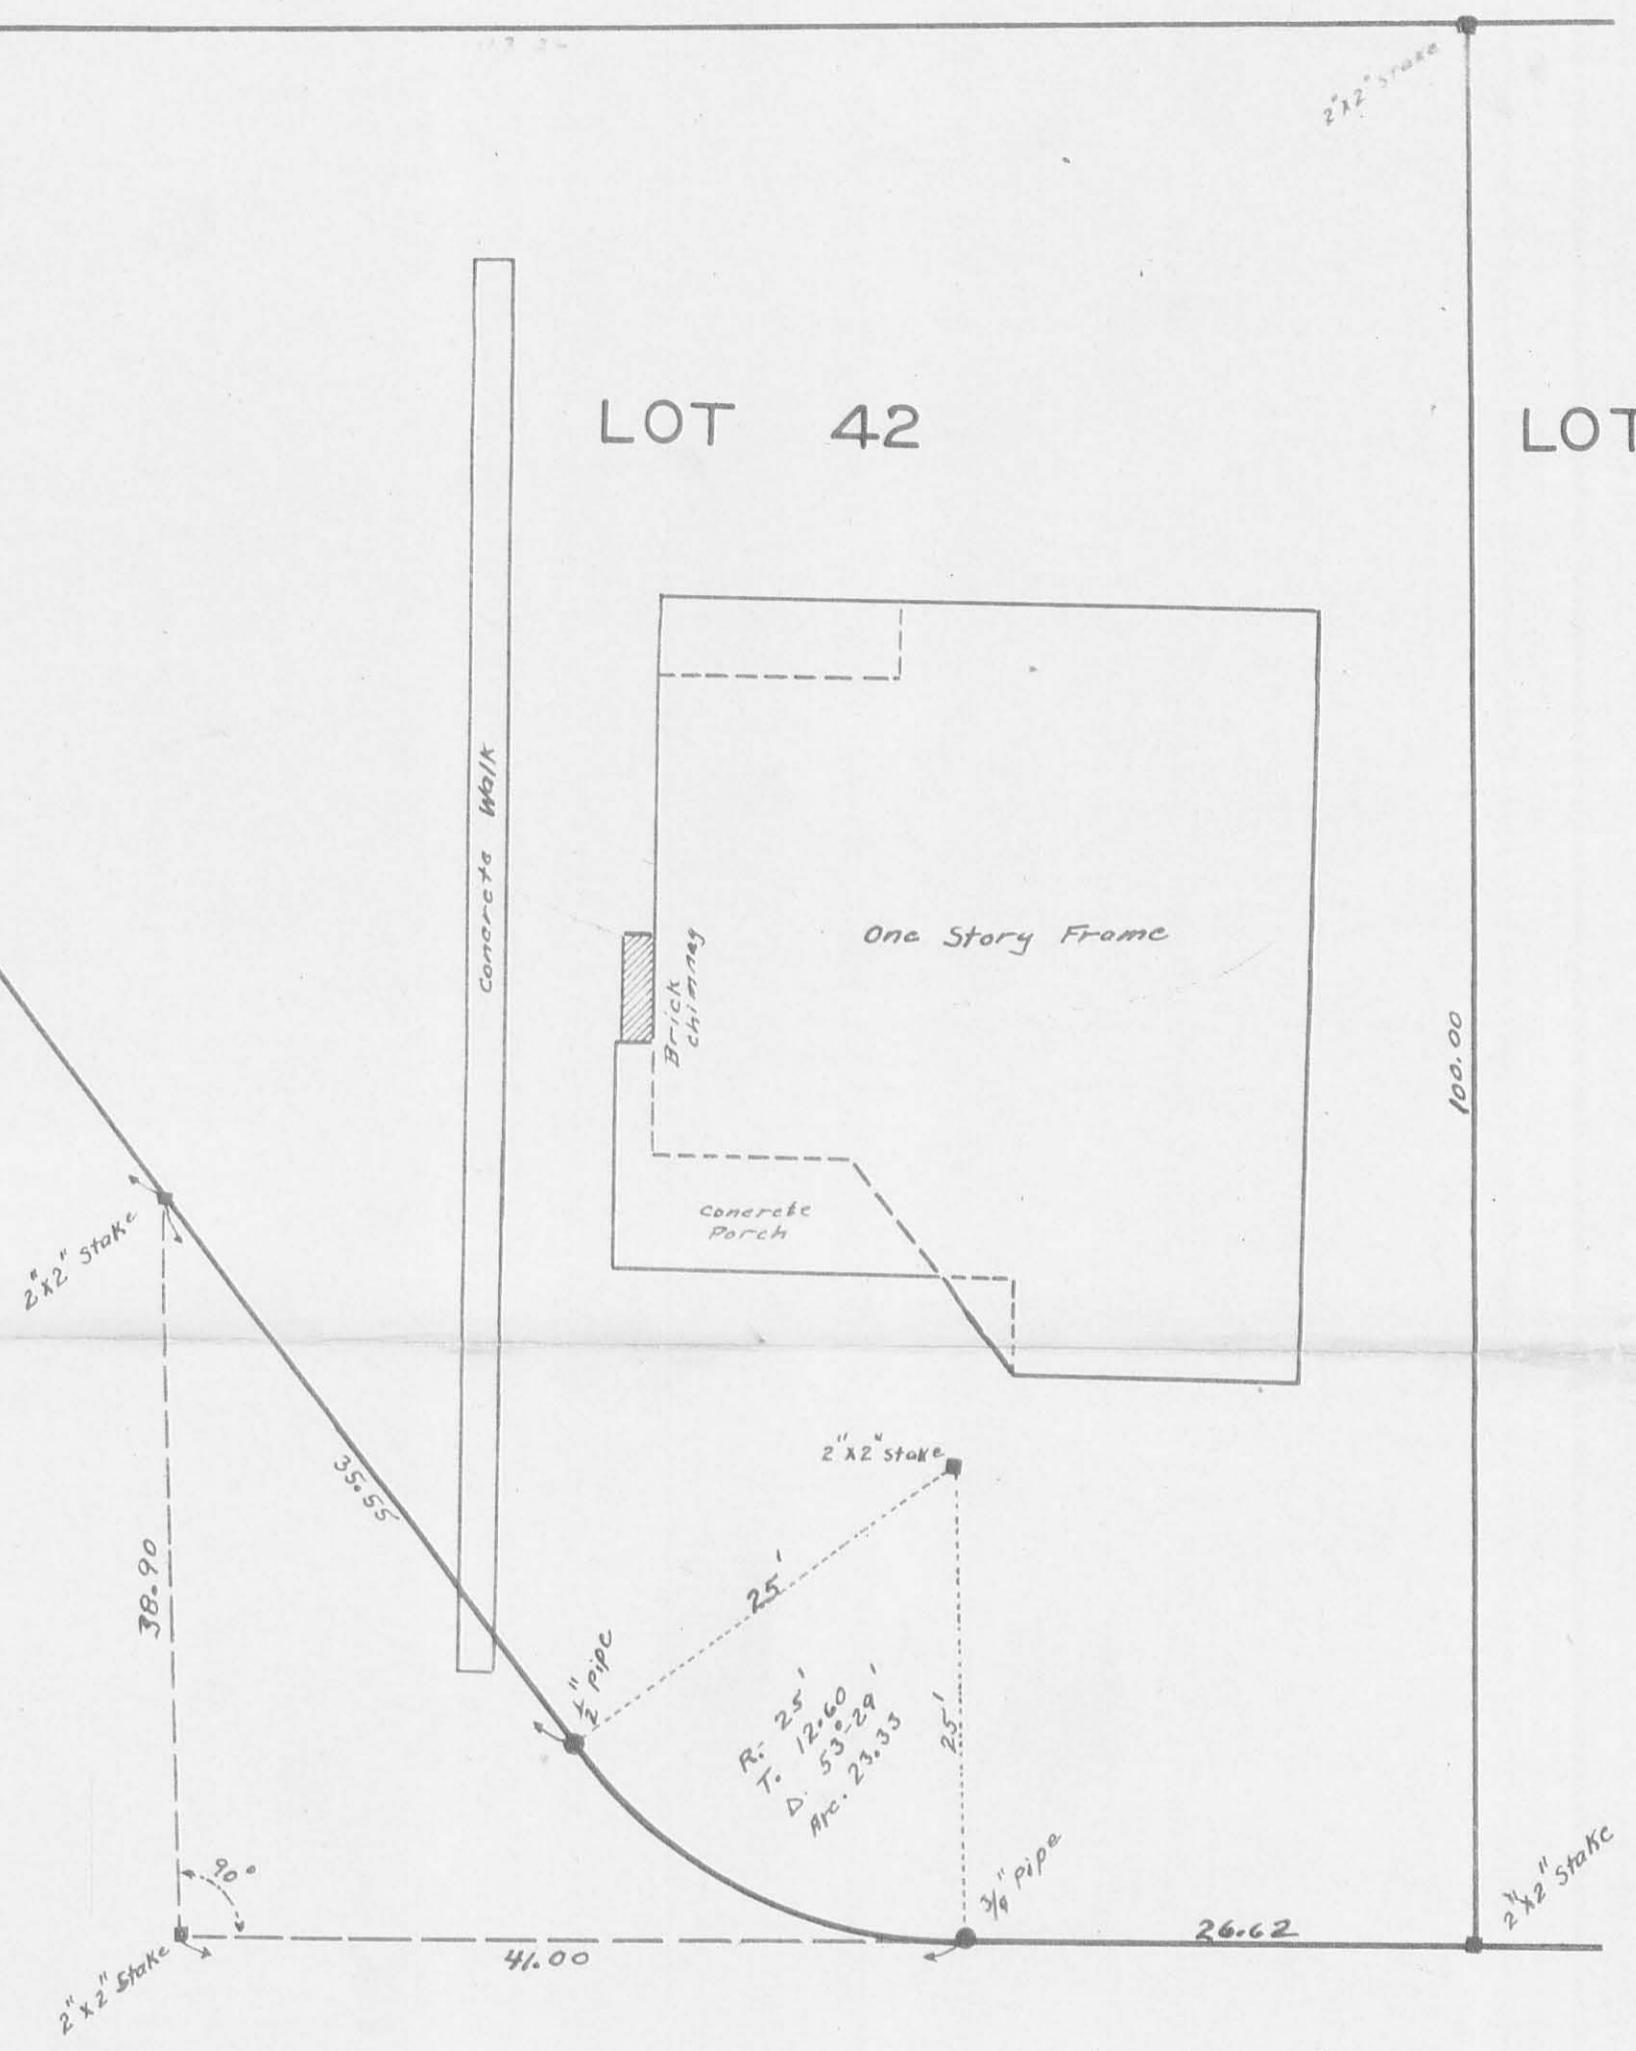 2"x2" stake
LOT 42
LOT
Concrete Walk
One Story Frame
Brick
chimney
100.00
Concrete
Porch
2"x2" stake
2"x2" stake
35.55
38.90
25'
1/2" pipe
R.- 25'
T. 12.60
D. 53°-29'
Arc. 23.33
25'
3/4" pipe
90°
26.62
2"x2" Stake
41.00
2"x2" Stake